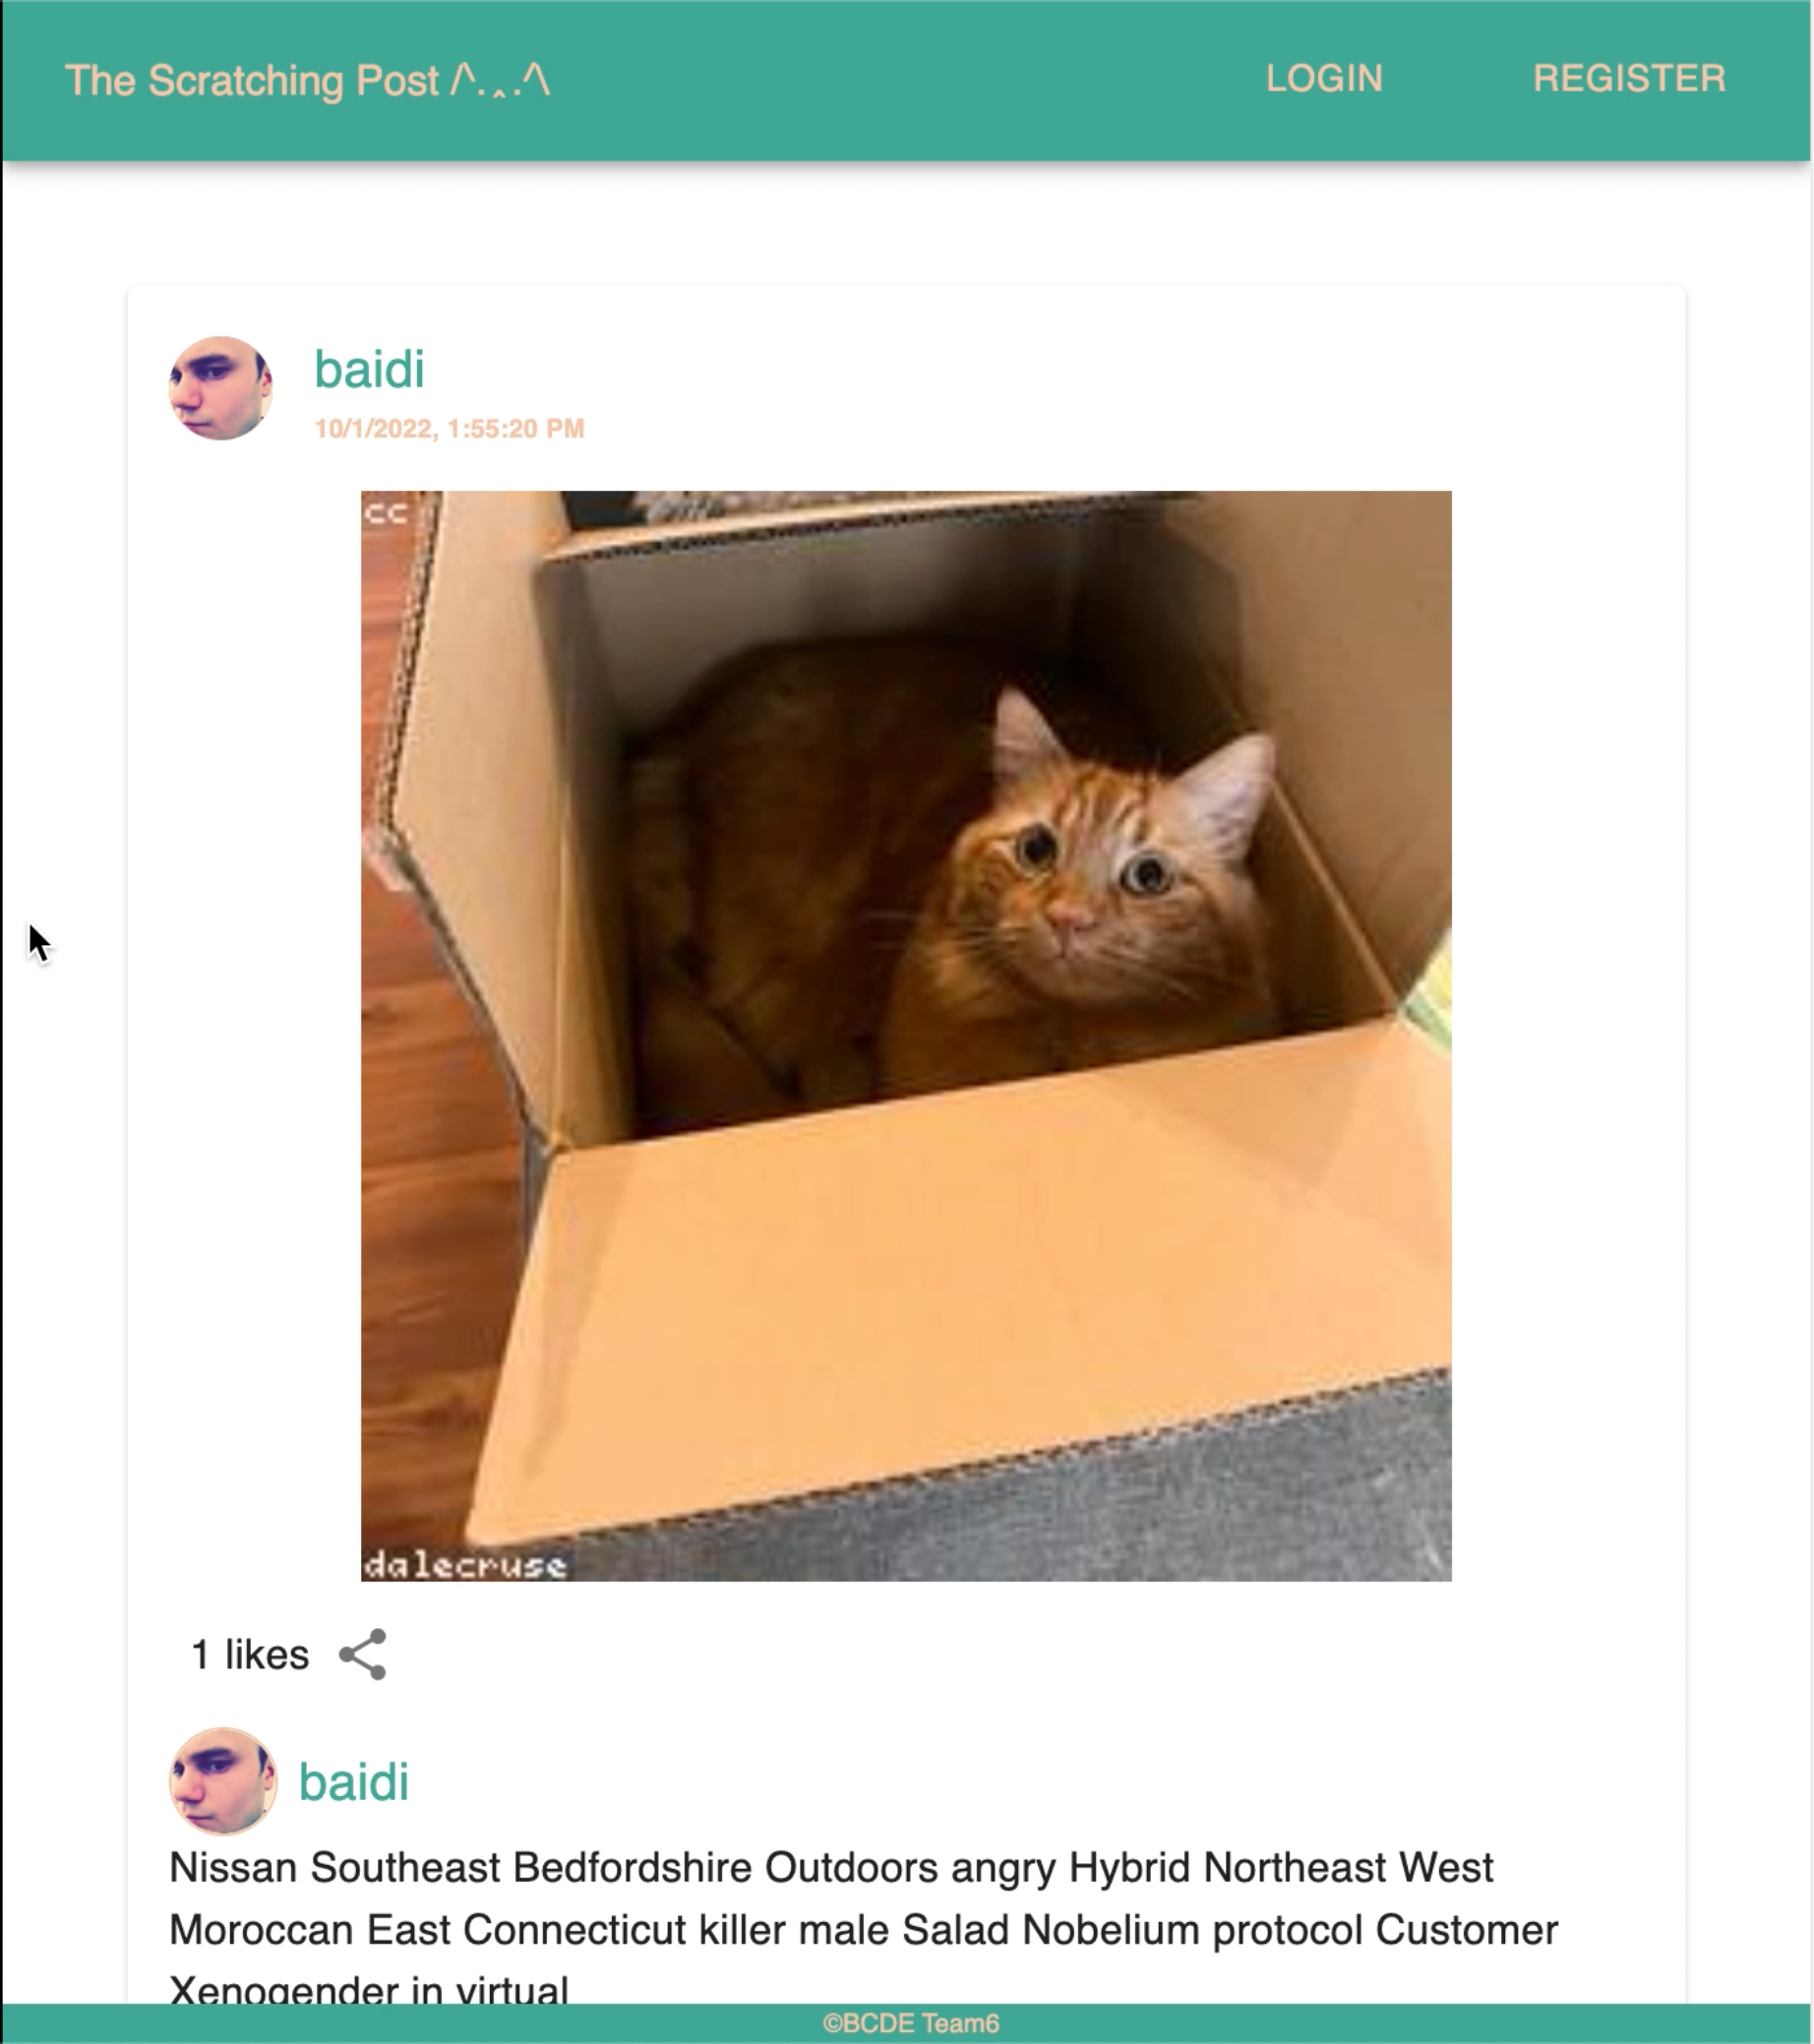 The Scratching Post /^.‸.^\
LOGIN
REGISTER
baidi
10/1/2022, 1:55:20 PM
cc
dalecruse
1 likes
baidi
Nissan Southeast Bedfordshire Outdoors angry Hybrid Northeast West
Moroccan East Connecticut killer male Salad Nobelium protocol Customer
Xenogender in virtual
©BCDE Team6